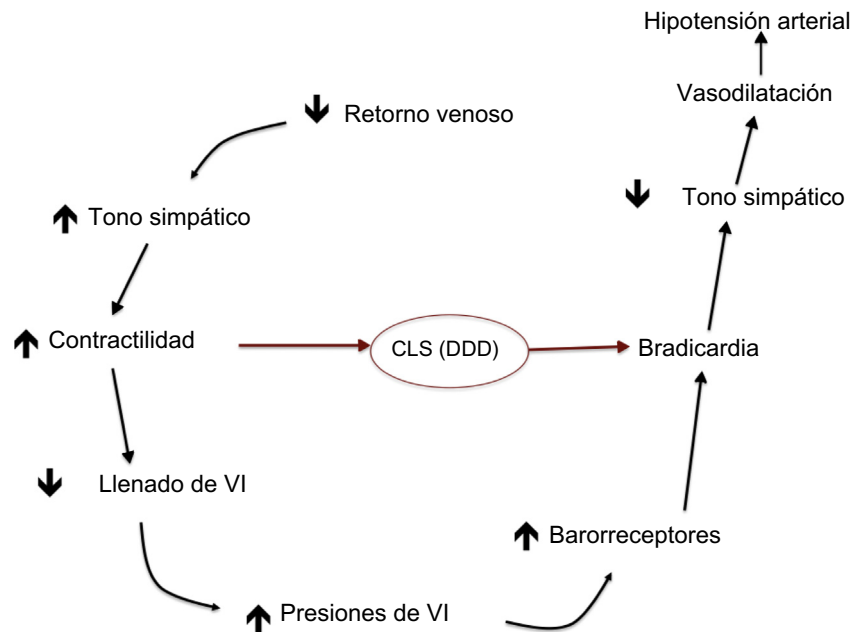 Hipotensión arterial
Vasodilatación
Retorno venoso
Tono simpático
Tono simpático
Contractilidad
CLS (DDD)
Bradicardia
Llenado de VI
Barorreceptores
Presiones de VI